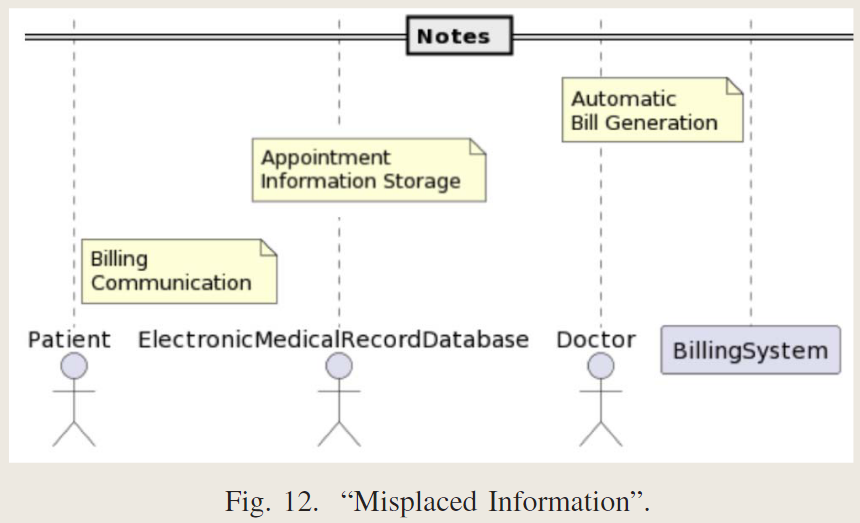 Notes
Automatic
Bill Generation
Appointment
Information Storage
Billing
Communication
Patient
ElectronicMedicalRecordDatabase
Doctor
BillingSystem
Fig. 12. “Misplaced Information”.